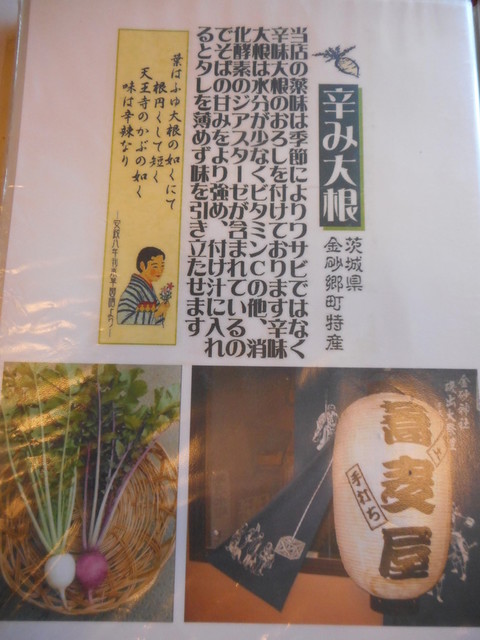 辛み大根
茨城県
金砂郷町特産
当店の薬味は季節によりワサビではなく
辛味大根のおろしを付けております辛味
大根は水分が少なくビタミンCの他、消
化酵素のジアスターゼが含まれているの
でそばの甘みをより強め、付け汁に入れ
るとタレを薄めず味を引き立たせます
葉はふゆ大根の如くにて
根円くして短く
天王寺のかぶの如く
味は辛辣なり
金砂神社
蕎麦屋
手打ち